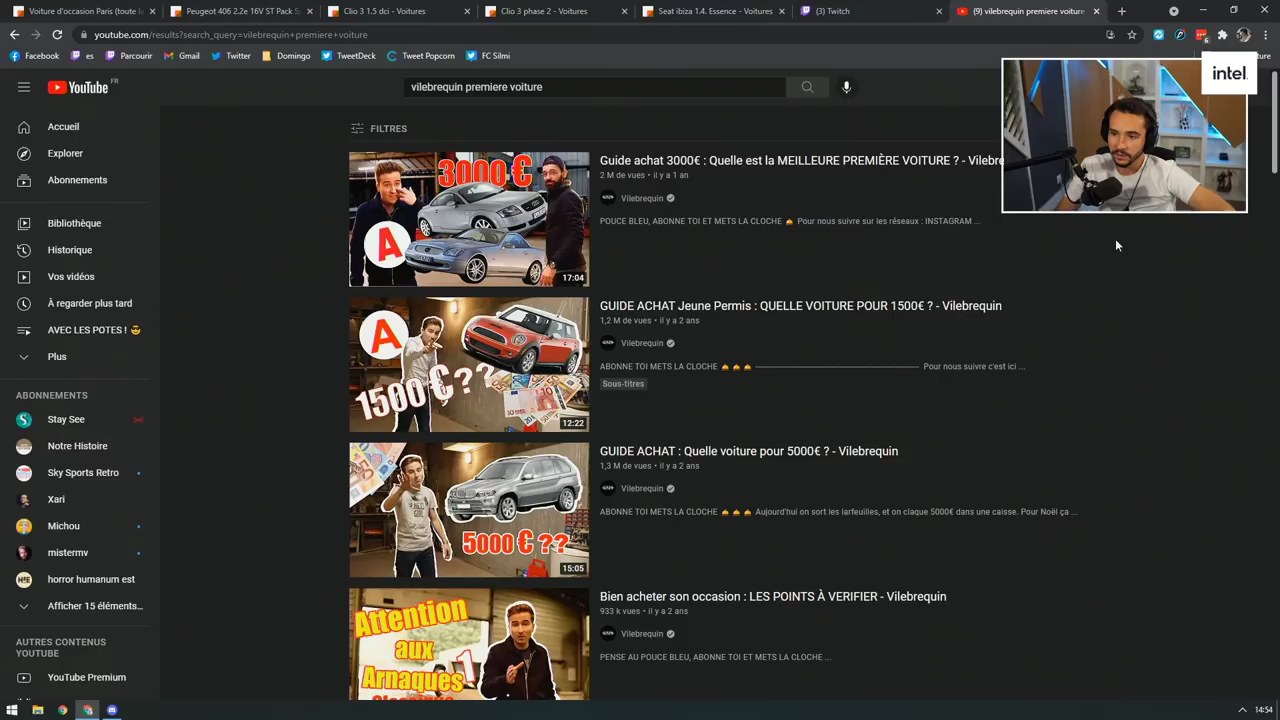 Voiture d'occasion Paris (toute la
Peugeot 406 2.2e 16V ST Pack S
Clio 3 1.5 dci - Voitures
Clio 3 phase 2 - Voitures
Seat ibiza 1.4. Essence - Voitures
(3) Twitch
(9) vilebrequin premiere voiture
youtube.com/results?search_query=vilebrequin+premiere+voiture
Facebook
es
Parcourir
Gmail
Twitter
Domingo
TweetDeck
Tweet Popcorn
FC Silmi
YouTube FR
vilebrequin premiere voiture
intel.
Accueil
Explorer
Abonnements
Bibliothèque
Historique
Vos vidéos
À regarder plus tard
AVEC LES POTES ! 😎
Plus
ABONNEMENTS
Stay See
Notre Histoire
Sky Sports Retro
Xari
Michou
mistermv
horror humanum est
Afficher 15 éléments...
AUTRES CONTENUS
YOUTUBE
YouTube Premium
FILTRES
3000 €
A
17:04
Guide achat 3000€ : Quelle est la MEILLEURE PREMIÈRE VOITURE ? - Vilebre
2 M de vues • il y a 1 an
Vilebrequin
POUCE BLEU, ABONNE TOI ET METS LA CLOCHE 🛎 Pour nous suivre sur les réseaux : INSTAGRAM ...
A
1500 €??
12:22
GUIDE ACHAT Jeune Permis : QUELLE VOITURE POUR 1500€ ? - Vilebrequin
1,2 M de vues • il y a 2 ans
Vilebrequin
ABONNE TOI METS LA CLOCHE 🛎 🛎 🛎 ———————————— Pour nous suivre c'est ici ...
Sous-titres
5000 € ??
15:05
GUIDE ACHAT : Quelle voiture pour 5000€ ? - Vilebrequin
1,3 M de vues • il y a 2 ans
Vilebrequin
ABONNE TOI METS LA CLOCHE 🛎 🛎 🛎 Aujourd'hui on sort les larfeuilles, et on claque 5000€ dans une caisse. Pour Noël ça ...
Attention
aux
Arnaques
1
Bien acheter son occasion : LES POINTS À VERIFIER - Vilebrequin
933 k vues • il y a 2 ans
Vilebrequin
PENSE AU POUCE BLEU, ABONNE TOI ET METS LA CLOCHE ...
14:54